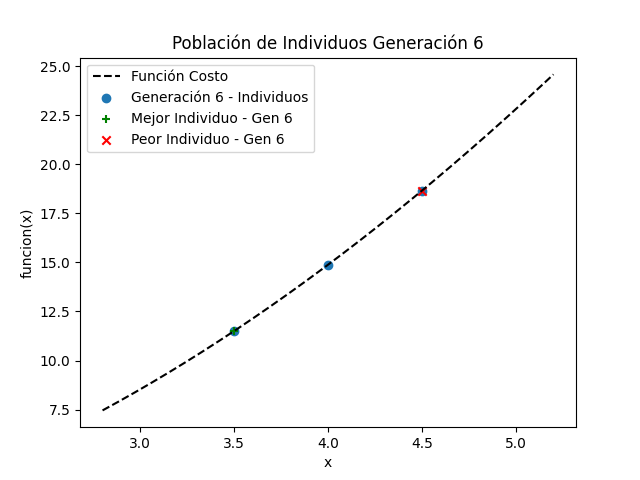 Población de Individuos Generación 6
25.0
22.5
20.0
17.5
15.0
12.5
10.0
7.5
funcion(x)
Función Costo
Generación 6 - Individuos
Mejor Individuo - Gen 6
Peor Individuo - Gen 6
3.0 3.5 4.0 4.5 5.0
x